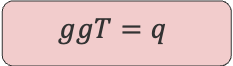 ggT = q